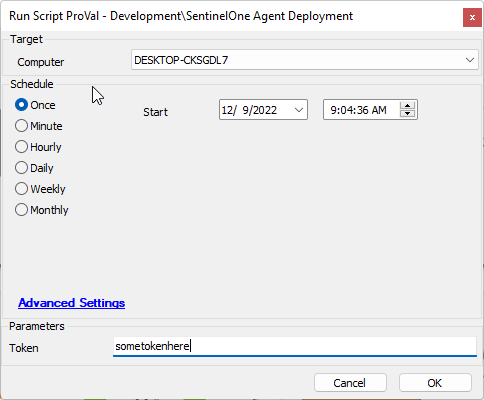 Run Script ProVal - Development\SentinelOne Agent Deployment
x
Target
Computer DESKTOP-CKSGDL7
Schedule
Once Start 12/ 9/2022 9:04:36 AM
Minute
Hourly
Daily
Weekly
Monthly
Advanced Settings
Parameters
Token sometokenhere
Cancel OK